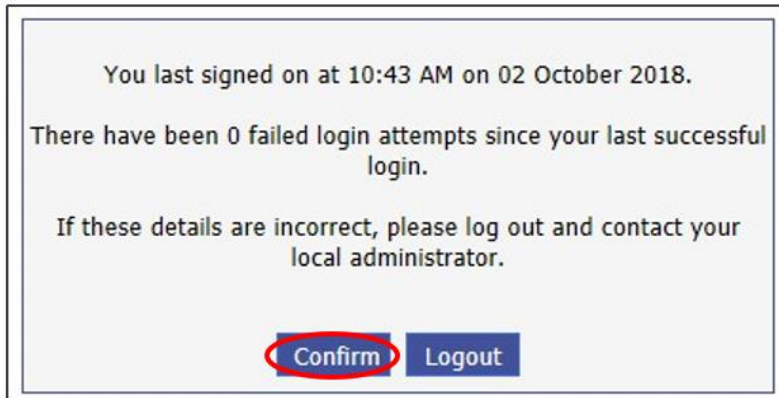 You last signed on at 10:43 AM on 02 October 2018.
There have been 0 failed login attempts since your last successful
login.
If these details are incorrect, please log out and contact your
local administrator.
Confirm Logout